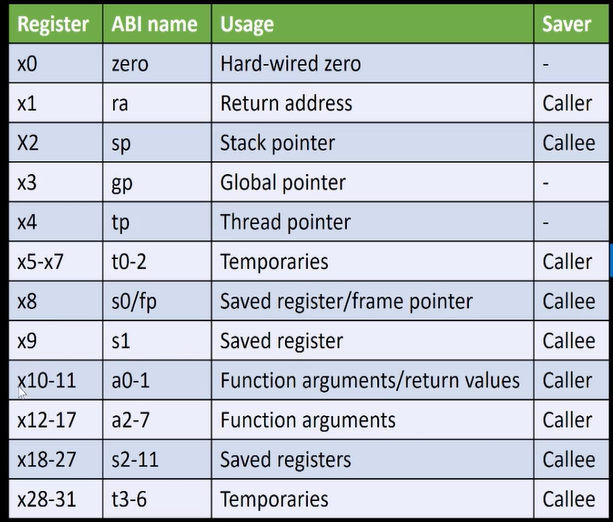 Register ABI name Usage Saver
x0 zero Hard-wired zero -
x1 ra Return address Caller
X2 sp Stack pointer Callee
x3 gp Global pointer -
x4 tp Thread pointer -
x5-x7 t0-2 Temporaries Caller
x8 s0/fp Saved register/frame pointer Callee
x9 s1 Saved register Callee
x10-11 a0-1 Function arguments/return values Caller
x12-17 a2-7 Function arguments Caller
x18-27 s2-11 Saved registers Callee
x28-31 t3-6 Temporaries Callee